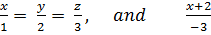 x/1 = y/2 = z/3, and x+2/-3